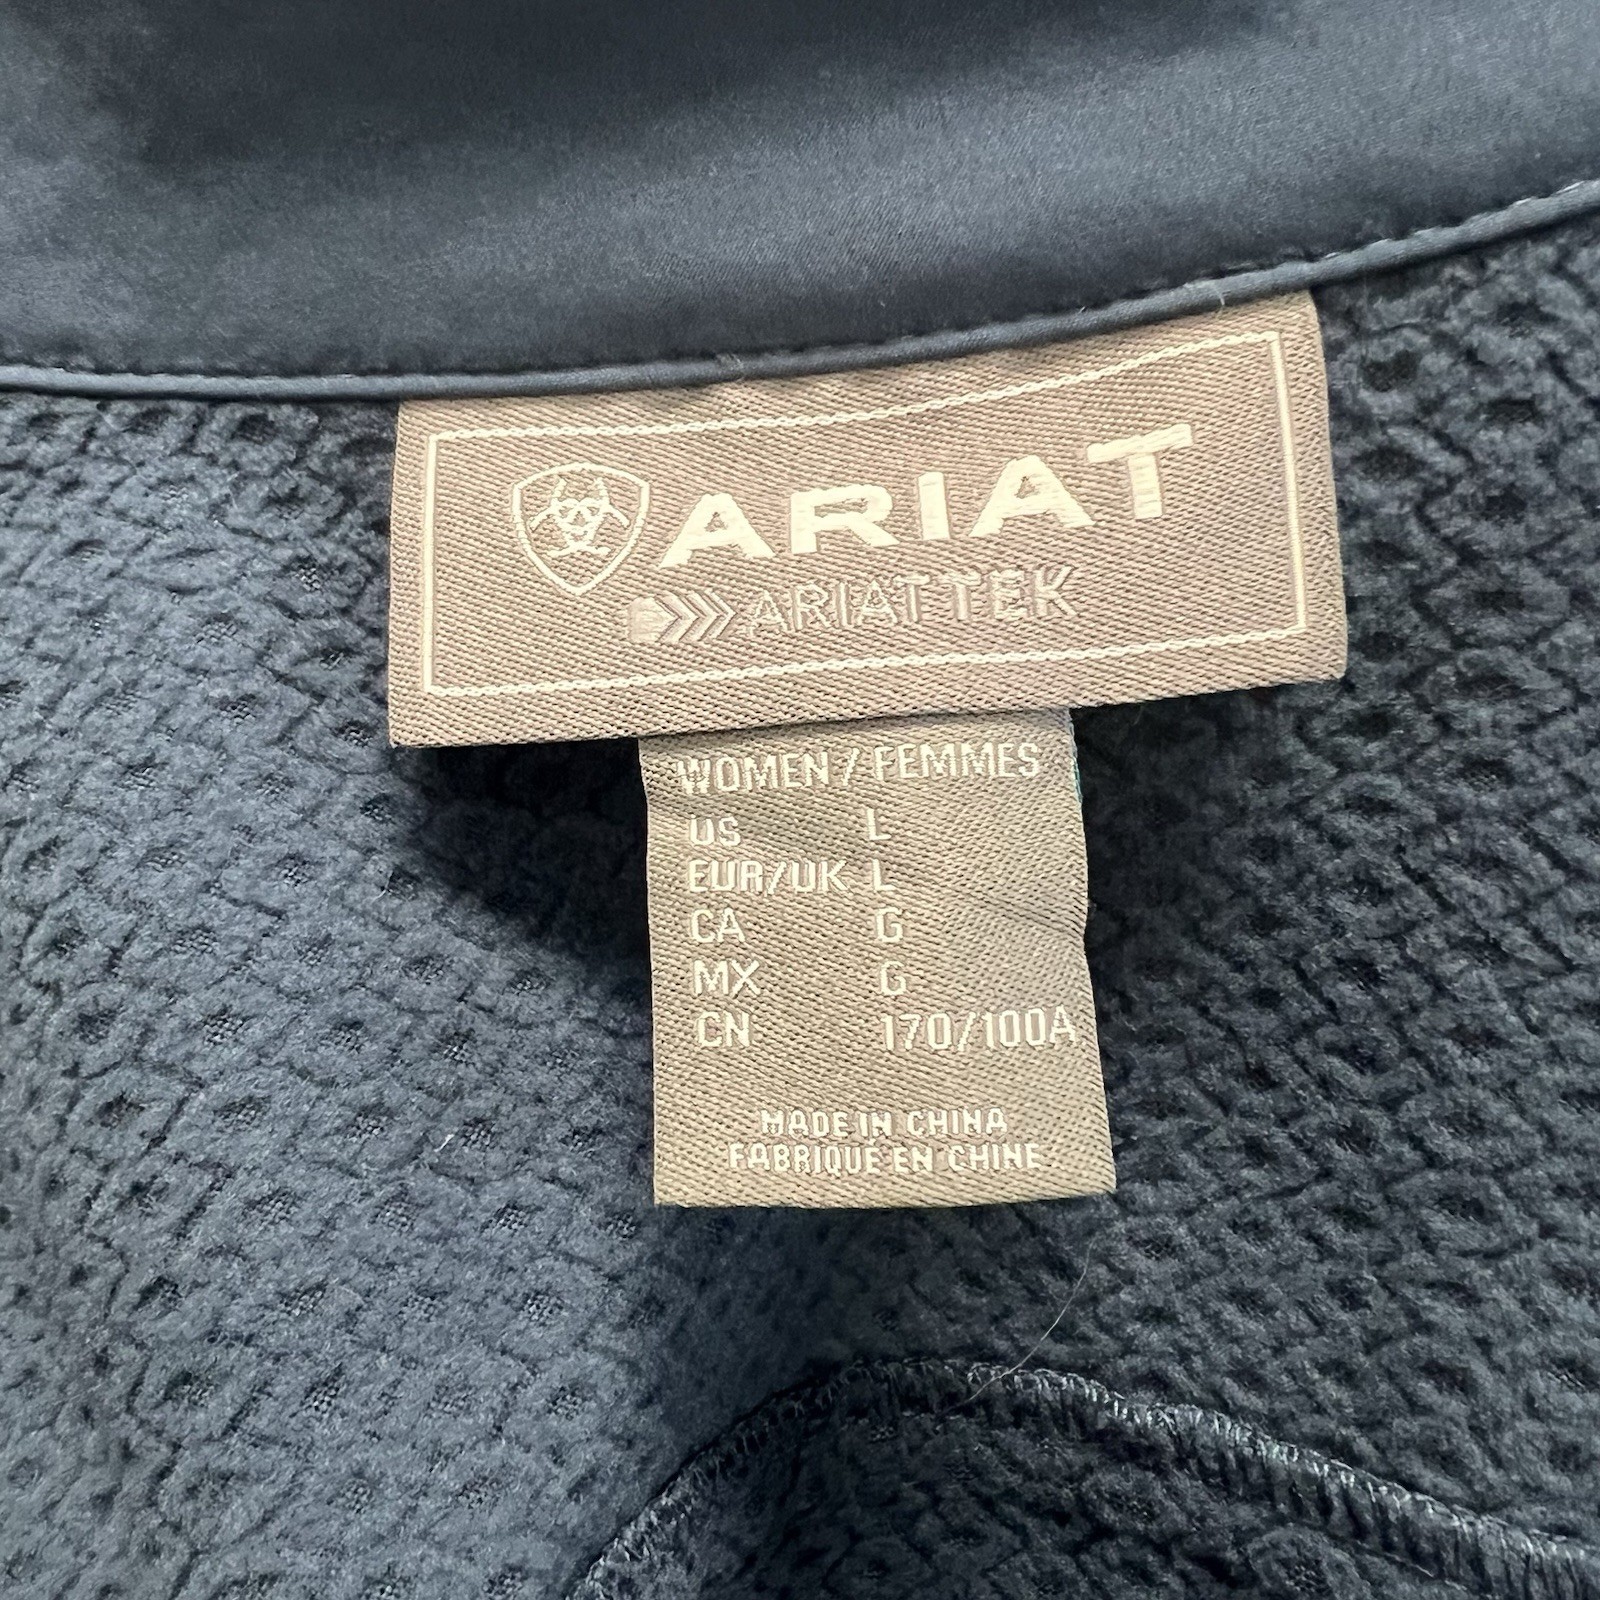 ARIAT
ARIATTEK
WOMEN / FEMMES
US L
EUR/UK L
CA G
MX G
CN 170/100A
MADE IN CHINA
FABRIQUÉ EN CHINE